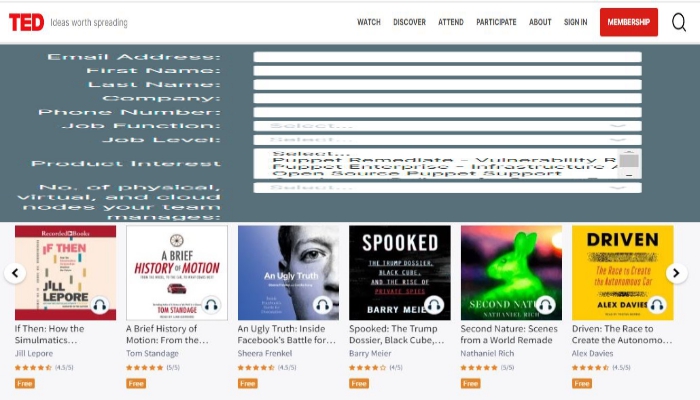 TED Ideas worth spreading WATCH DISCOVER ATTEND PARTICIPATE ABOUT SIGN IN MEMBERSHIP
Email Address:
First Name:
Last Name:
Company:
Phone Number:
Job Function: Select...
Job Level: Select...
Select...
Product Interest
Puppet Remediate - Vulnerability R
Puppet Enterprise - Infrastructure A
Open Source Puppet Support
No. of physical,
virtual, and cloud
nodes your team
manages:
Select...
Recorded Books
IF THEN
JILL
LEPORE
A BRIEF
HISTORY OF MOTION
TOM STANDAGE
An Ugly Truth
SPOOKED
THE TRUMP DOSSIER,
BLACK CUBE,
AND THE RISE OF
PRIVATE SPIES
BARRY MEIE
SECOND NATU
NATHANIEL RICH
DRIVEN
The Race to Create
the Autonomous Car
ALEX DAVIES
If Then: How the
Simulmatics...
Jill Lepore
(4.5/5)
Free
A Brief History of
Motion: From the...
Tom Standage
(5/5)
Free
An Ugly Truth: Inside
Facebook's Battle for...
Sheera Frenkel
(4.5/5)
Free
Spooked: The Trump
Dossier, Black Cube,...
Barry Meier
(4/5)
Free
Second Nature: Scenes
from a World Remade
Nathaniel Rich
(5/5)
Free
Driven: The Race to
Create the Autonomo...
Alex Davies
(4.5/5)
Free